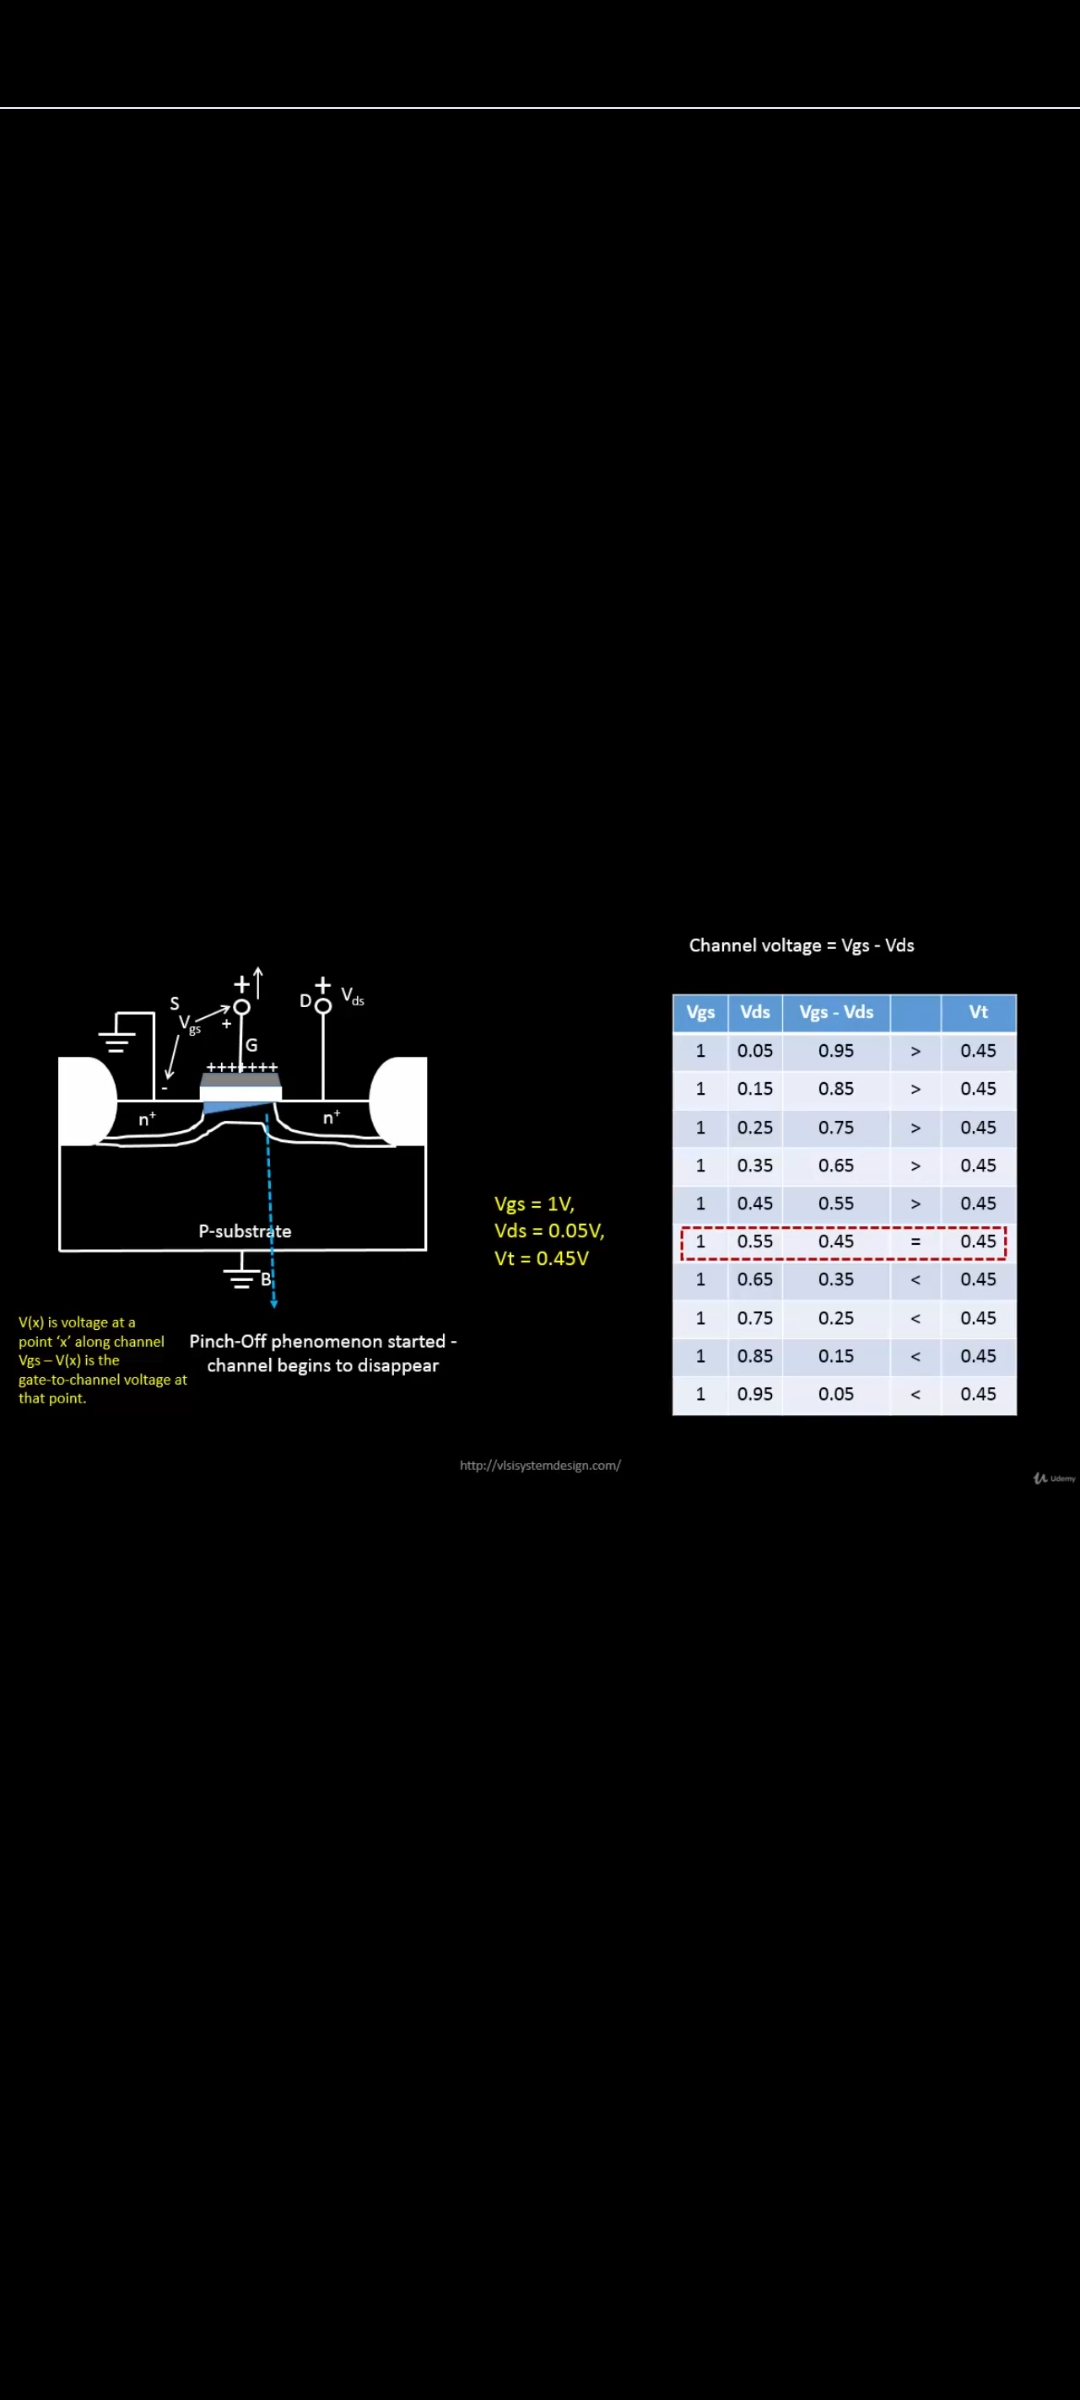 Channel voltage = Vgs - Vds
S
Vgs
+
-
+
G
D
+
Vds
+++++++
n+
n+
P-substrate
B
Vgs = 1V,
Vds = 0.05V,
Vt = 0.45V
V(x) is voltage at a
point ‘x’ along channel
Vgs – V(x) is the
gate-to-channel voltage at
that point.
Pinch-Off phenomenon started -
channel begins to disappear
Vgs Vds Vgs - Vds Vt
1 0.05 0.95 > 0.45
1 0.15 0.85 > 0.45
1 0.25 0.75 > 0.45
1 0.35 0.65 > 0.45
1 0.45 0.55 > 0.45
1 0.55 0.45 = 0.45
1 0.65 0.35 < 0.45
1 0.75 0.25 < 0.45
1 0.85 0.15 < 0.45
1 0.95 0.05 < 0.45
http://vlsisystemdesign.com/
Udemy